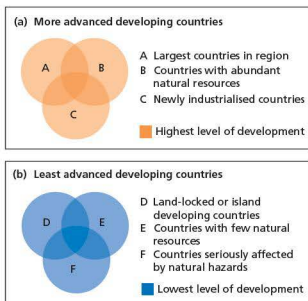 (a) More advanced developing countries
A
B
C
A Largest countries in region
B Countries with abundant
natural resources
C Newly industrialised countries
Highest level of development
(b) Least advanced developing countries
D
E
F
D Land-locked or island
developing countries
E Countries with few natural
resources
F Countries seriously affected
by natural hazards
Lowest level of development